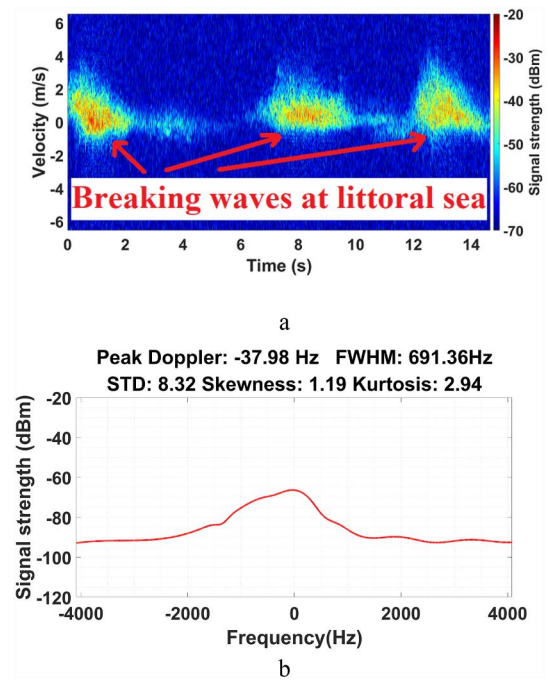 6
4
2
0
-2
-4
-6
Velocity (m/s)
Breaking waves at littoral sea
0 2 4 6 8 10 12 14
Time (s)
-20
-30
-40
-50
-60
-70
Signal strength (dBm)
a
Peak Doppler: -37.98 Hz FWHM: 691.36Hz
STD: 8.32 Skewness: 1.19 Kurtosis: 2.94
-20
-40
-60
-80
-100
-120
Signal strength (dBm)
-4000 -2000 0 2000 4000
Frequency(Hz)
b